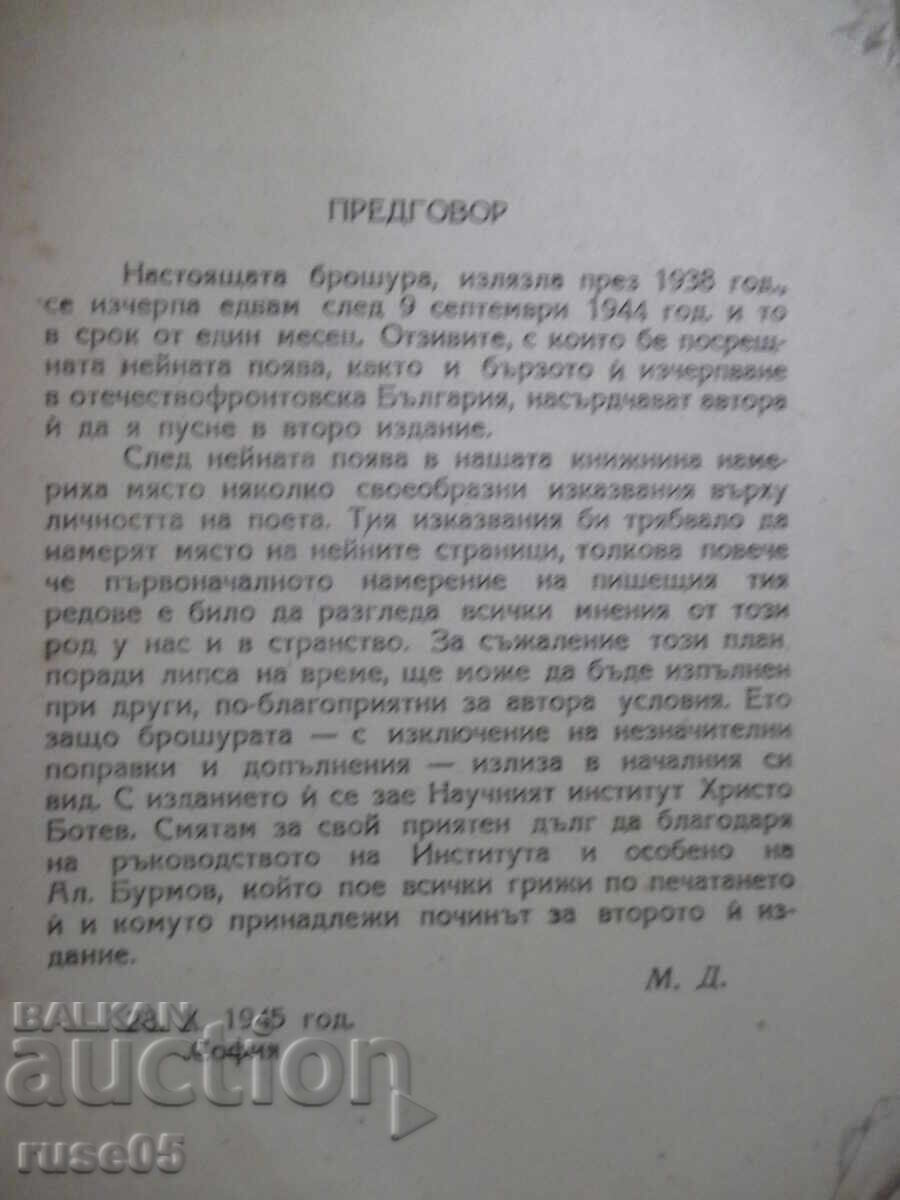 ПРЕДГОВОР
Настоящата брошура, излязла през 1938 год.,
се изчерпа едвам след 9 септември 1944 год. и то
в срок от един месец. Отзивите, с които бе посрещ-
ната нейната поява, както и бързото ѝ изчерпване
в отечествофронтовска България, насърдчават автора
ѝ да я пусне в второ издание.
След нейната поява в нашата книжнина наме-
риха място няколко своеобразни изказвания върху
личността на поета. Тия изказвания би трябвало да
намерят място на нейните страници, толкова повече
че първоначалното намерение на пишещия тия
редове е било да разгледа всички мнения от този
род у нас и в странство. За съжаление този план,
поради липса на време, ще може да бъде изпълнен
при други, по-благоприятни за автора условия. Ето
защо брошурата — с изключение на незначителни
поправки и допълнения — излиза в началния си
вид. С изданието ѝ се зае Научният институт Христо
Ботев. Смятам за свой приятен дълг да благодаря
на ръководството на Института и особено на
Ал. Бурмов, който пое всички грижи по печатането
ѝ и комуто принадлежи починът за второто ѝ из-
дание.
М. Д.
28. X 1945 год.
София
BALKAN
auction
ruse05